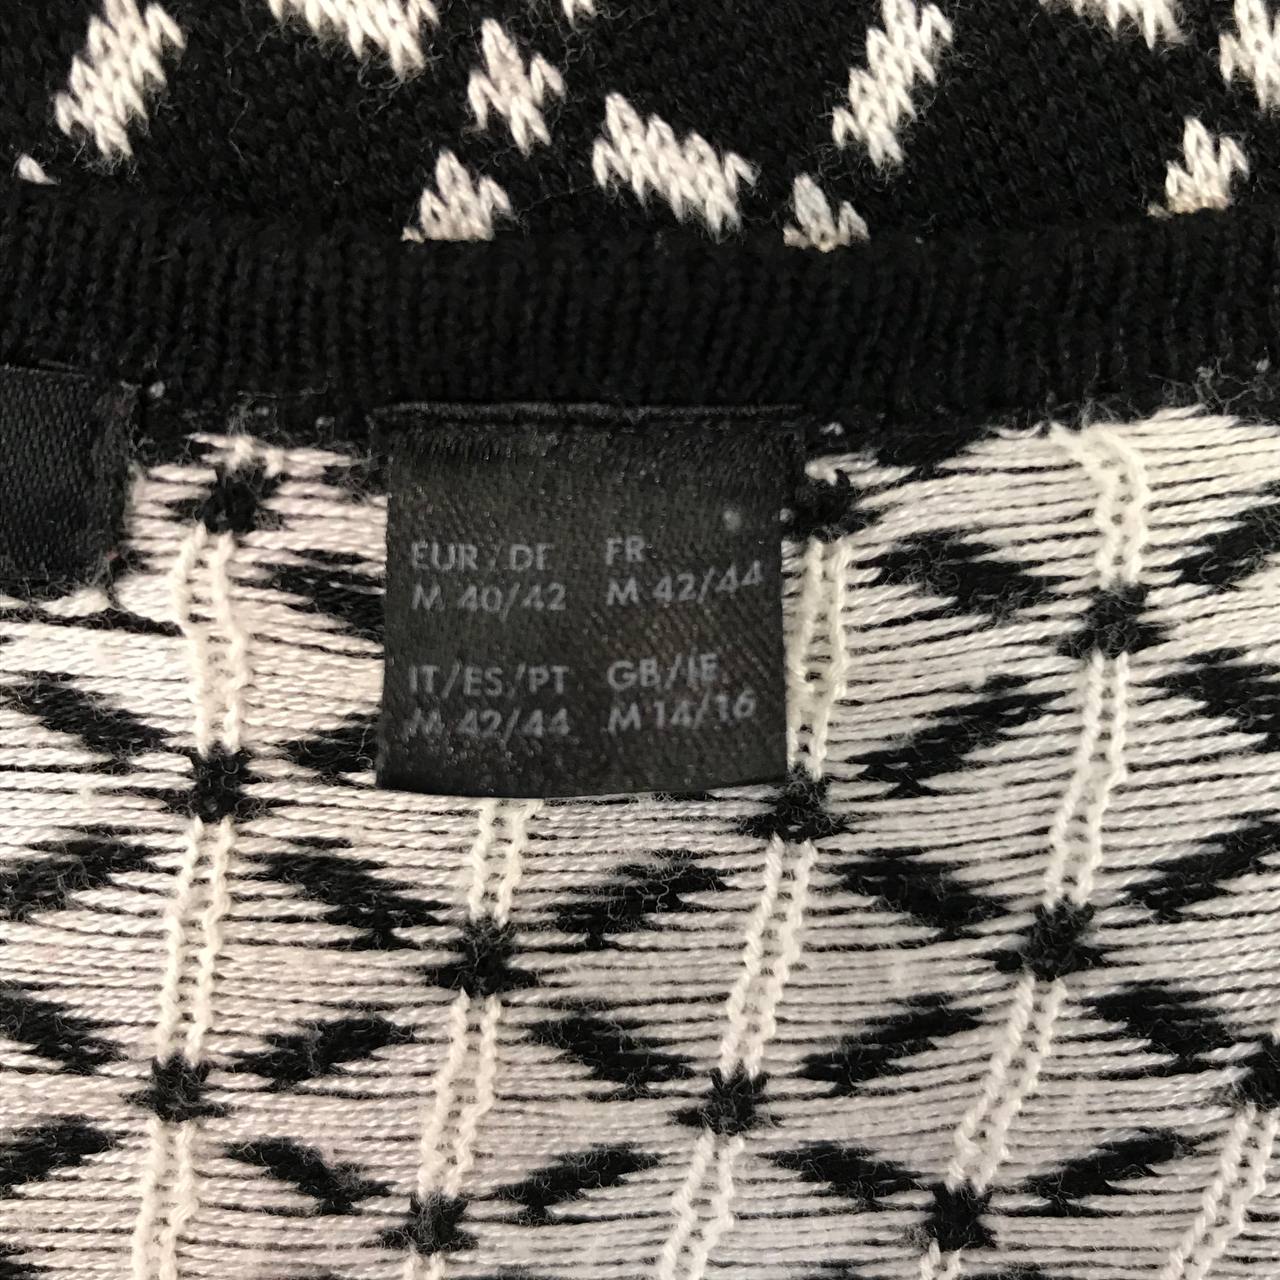 EUR/DE FR
M 40/42 M 42/44
IT/ES/PT GB/IE
M 42/44 M 14/16